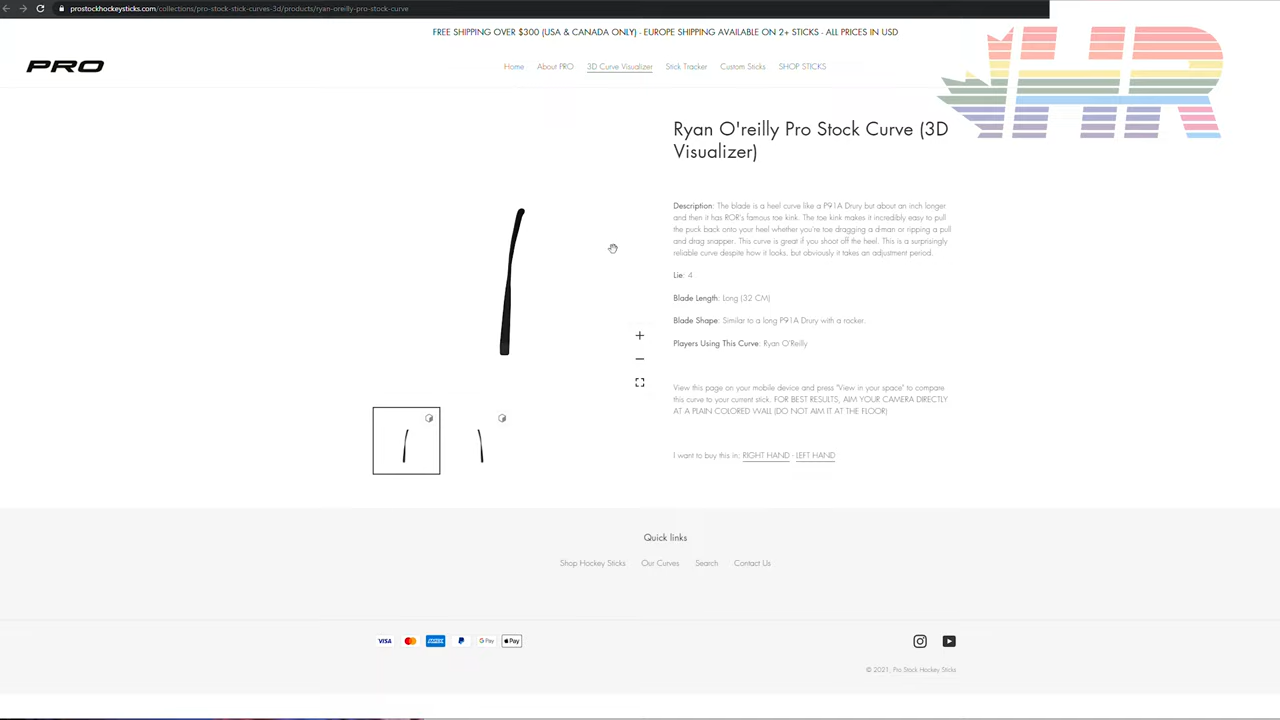 prostockhockeysticks.com/collections/pro-stock-stick-curves-3d/products/ryan-oreilly-pro-stock-curve
FREE SHIPPING OVER $300 (USA & CANADA ONLY) - EUROPE SHIPPING AVAILABLE ON 2+ STICKS - ALL PRICES IN USD
PRO
Home About PRO 3D Curve Visualizer Stick Tracker Custom Sticks SHOP STICKS
HR
Ryan O'reilly Pro Stock Curve (3D
Visualizer)
Description: The blade is a heel curve like a P91A Drury but about an inch longer
and then it has ROR's famous toe kink. The toe kink makes it incredibly easy to pull
the puck back onto your heel whether you're toe dragging a d-man or ripping a pull
and drag snapper. This curve is great if you shoot off the heel. This is a surprisingly
reliable curve despite how it looks, but obviously it takes an adjustment period.
Lie: 4
Blade Length: Long (32 CM)
Blade Shape: Similar to a long P91A Drury with a rocker.
Players Using This Curve: Ryan O'Reilly
View this page on your mobile device and press "View in your space" to compare
this curve to your current stick. FOR BEST RESULTS, AIM YOUR CAMERA DIRECTLY
AT A PLAIN COLORED WALL (DO NOT AIM IT AT THE FLOOR)
I want to buy this in: RIGHT HAND - LEFT HAND
Quick links
Shop Hockey Sticks Our Curves Search Contact Us
VISA AMERICAN EXPRESS G Pay Pay
© 2021, Pro Stock Hockey Sticks